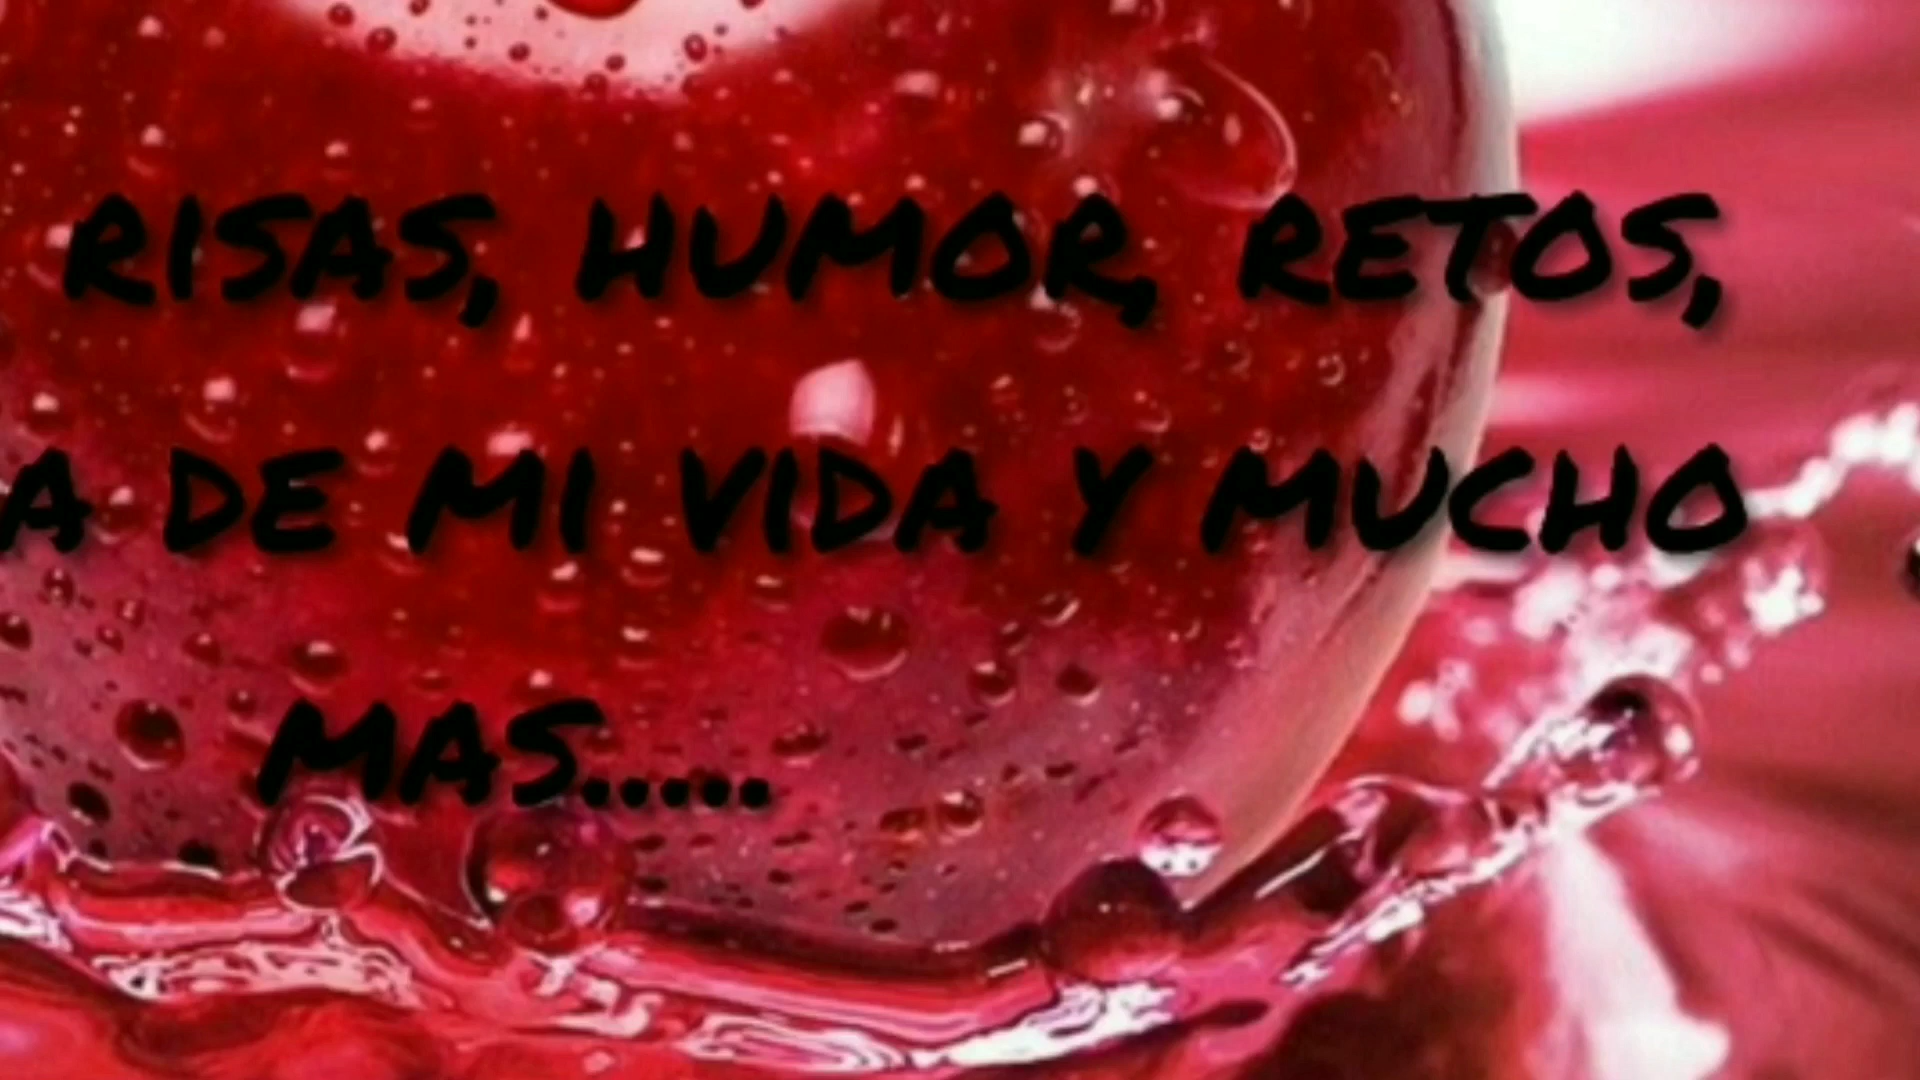 RISAS, HUMOR, RETOS,
A DE MI VIDA Y MUCHO
MAS.....